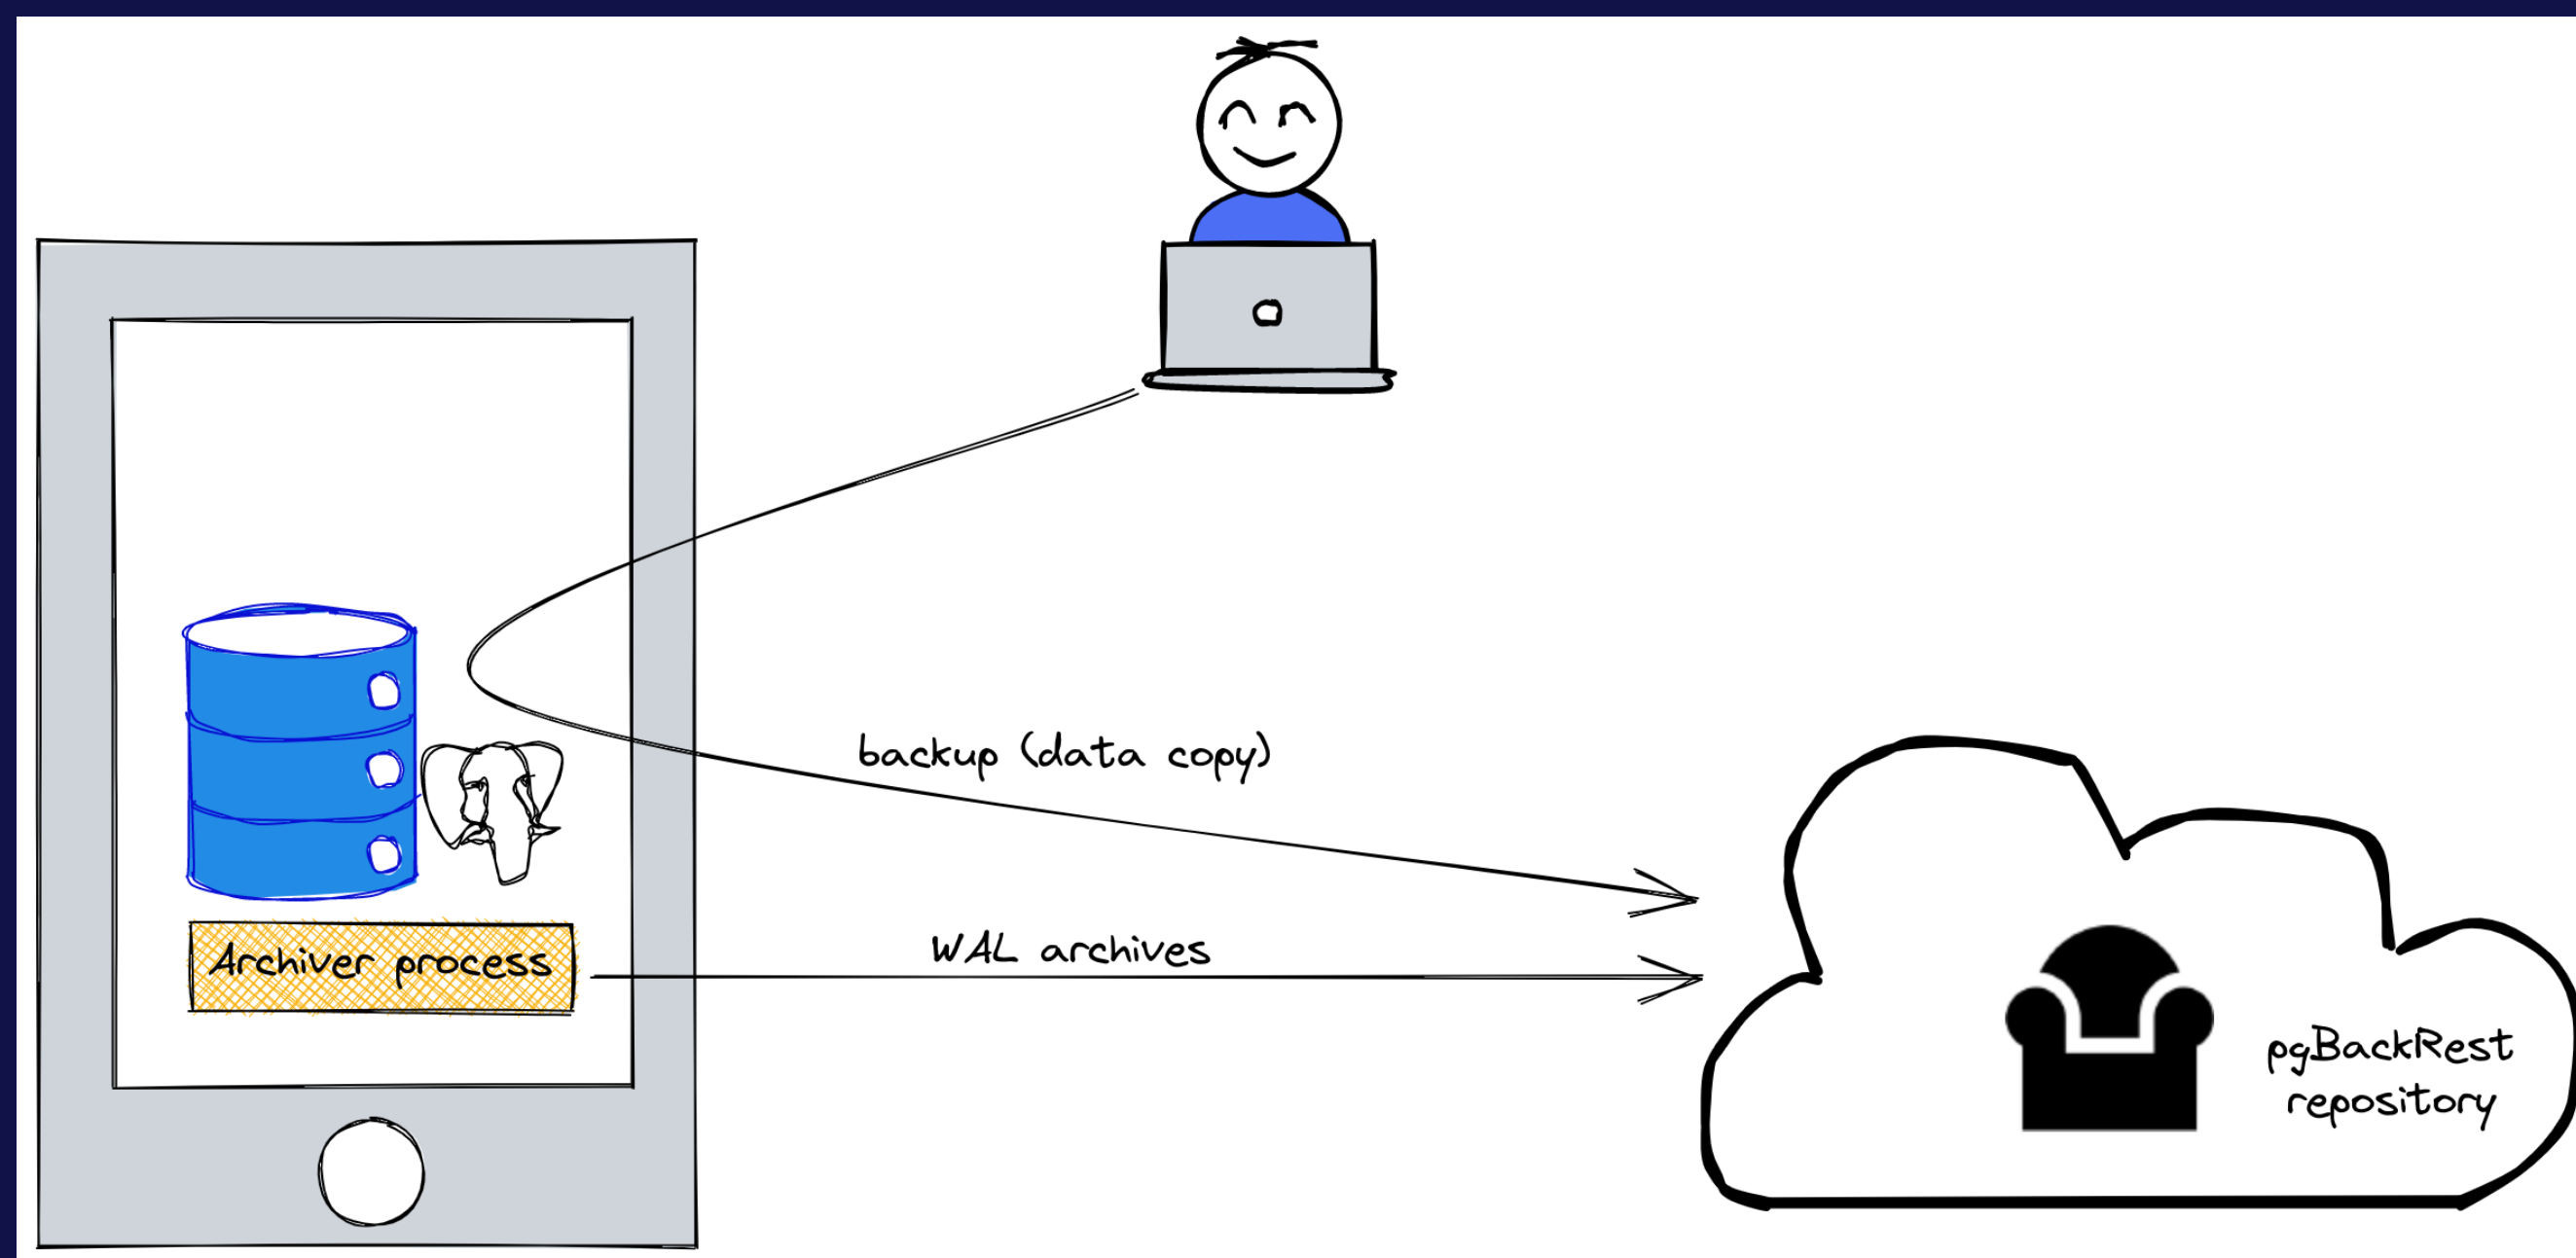 backup (data copy)
Archiver process
WAL archives
pgBackRest
repository